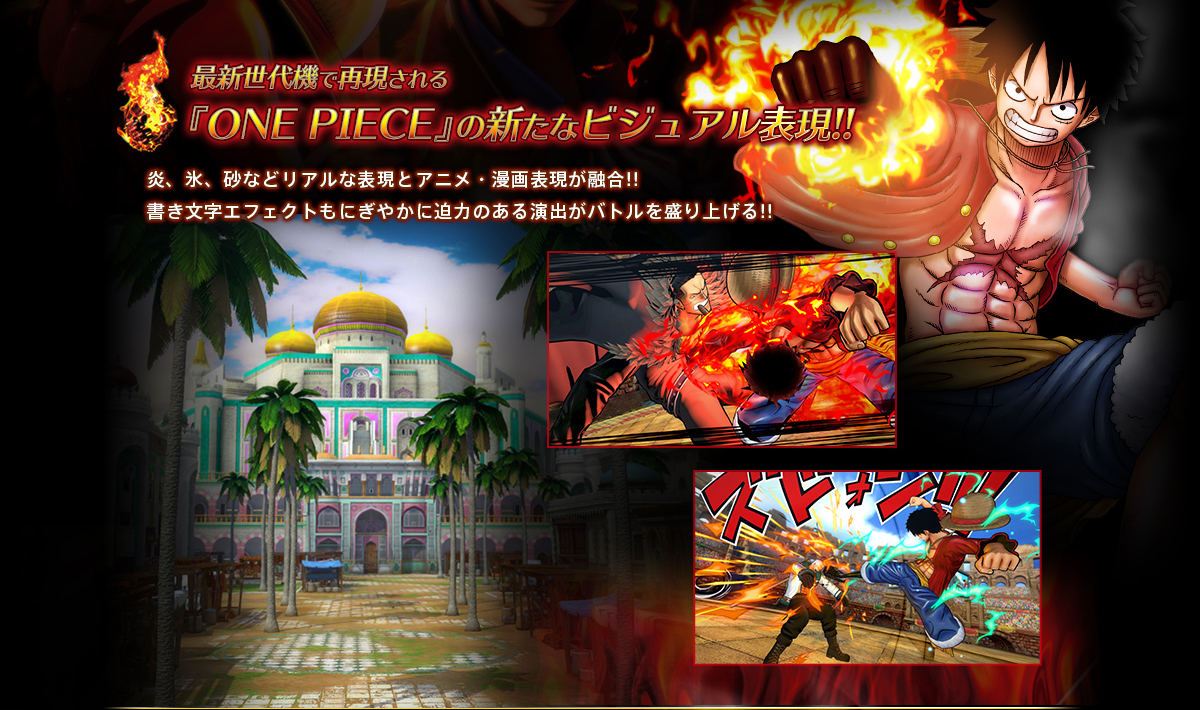 最新世代機で再現される
『ONE PIECE』の新たなビジュアル表現!!
炎、氷、砂などリアルな表現とアニメ・漫画表現が融合!!
書き文字エフェクトもにぎやかに迫力のある演出がバトルを盛り上げる!!
ズドォン!!!